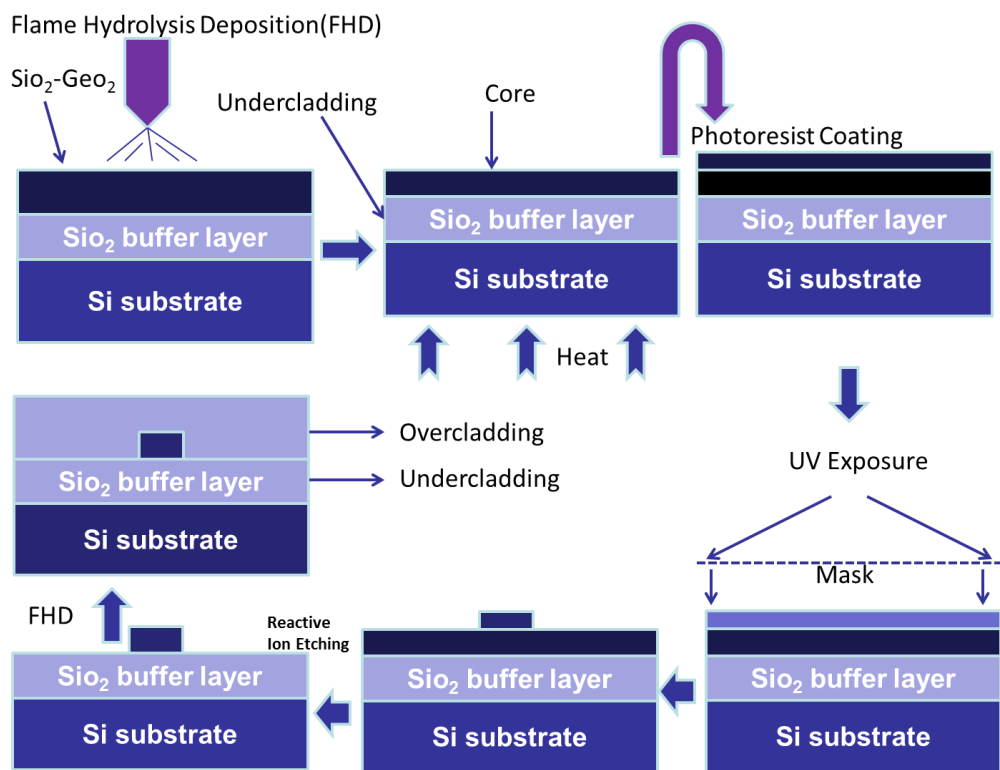 Flame Hydrolysis Deposition(FHD)
Sio₂-Geo₂
Undercladding
Core
Photoresist Coating
Sio₂ buffer layer
Si substrate
Sio₂ buffer layer
Si substrate
Sio₂ buffer layer
Si substrate
Heat
Overcladding
Undercladding
Sio₂ buffer layer
Si substrate
UV Exposure
Mask
FHD
Reactive
Ion Etching
Sio₂ buffer layer
Si substrate
Sio₂ buffer layer
Si substrate
Sio₂ buffer layer
Si substrate